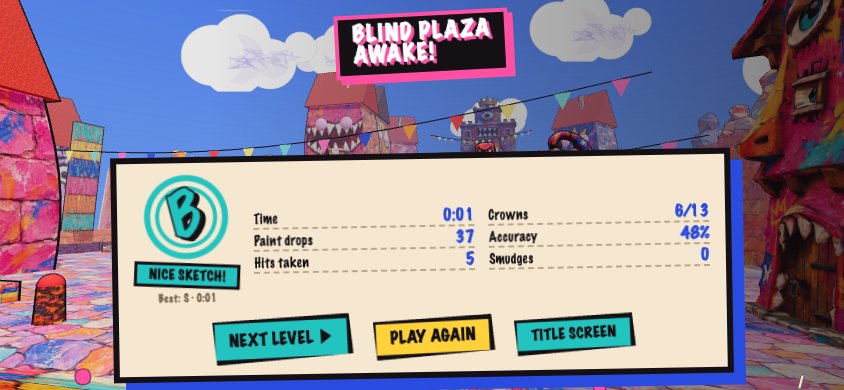 BLIND PLAZA
AWAKE!
B
NICE SKETCH!
Best: S · 0:01
Time 0:01
Paint drops 37
Hits taken 5
Crowns 6/13
Accuracy 48%
Smudges 0
NEXT LEVEL ▶
PLAY AGAIN
TITLE SCREEN